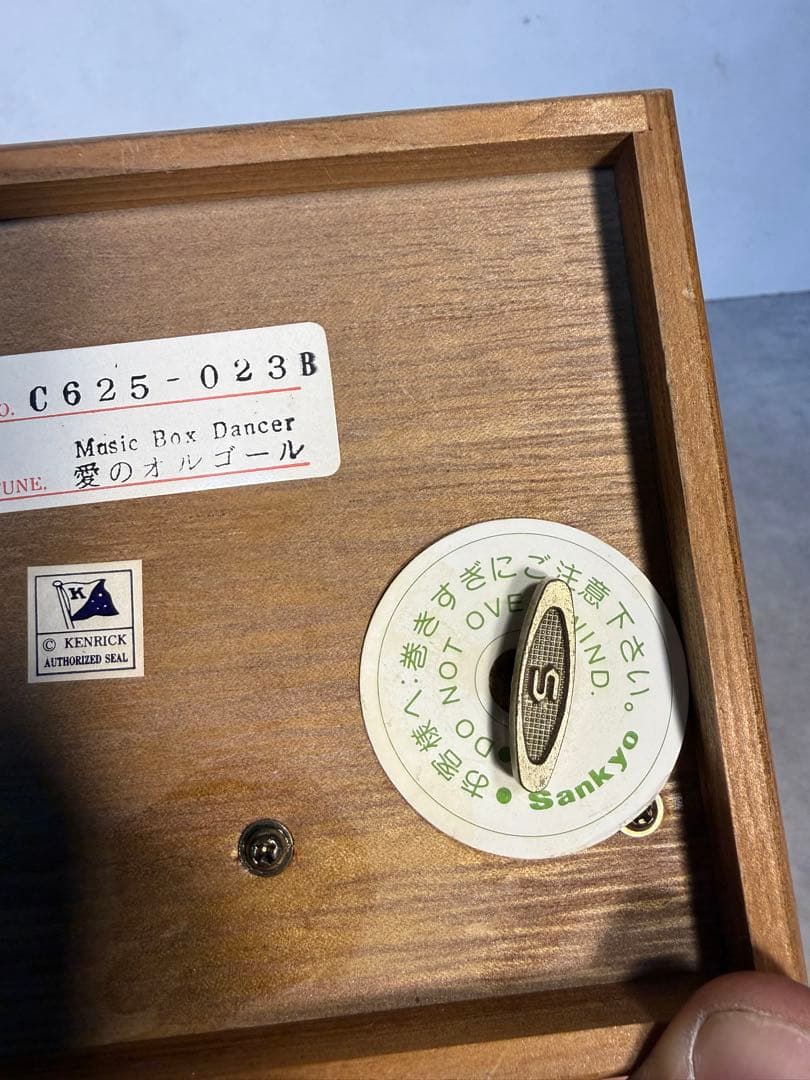 O. C625-023B
TUNE. Music Box Dancer
愛のオルゴール
K
© KENRICK
AUTHORIZED SEAL
お客様へ:巻きすぎにご注意下さい。
DO NOT OVERWIND.
Sankyo
S